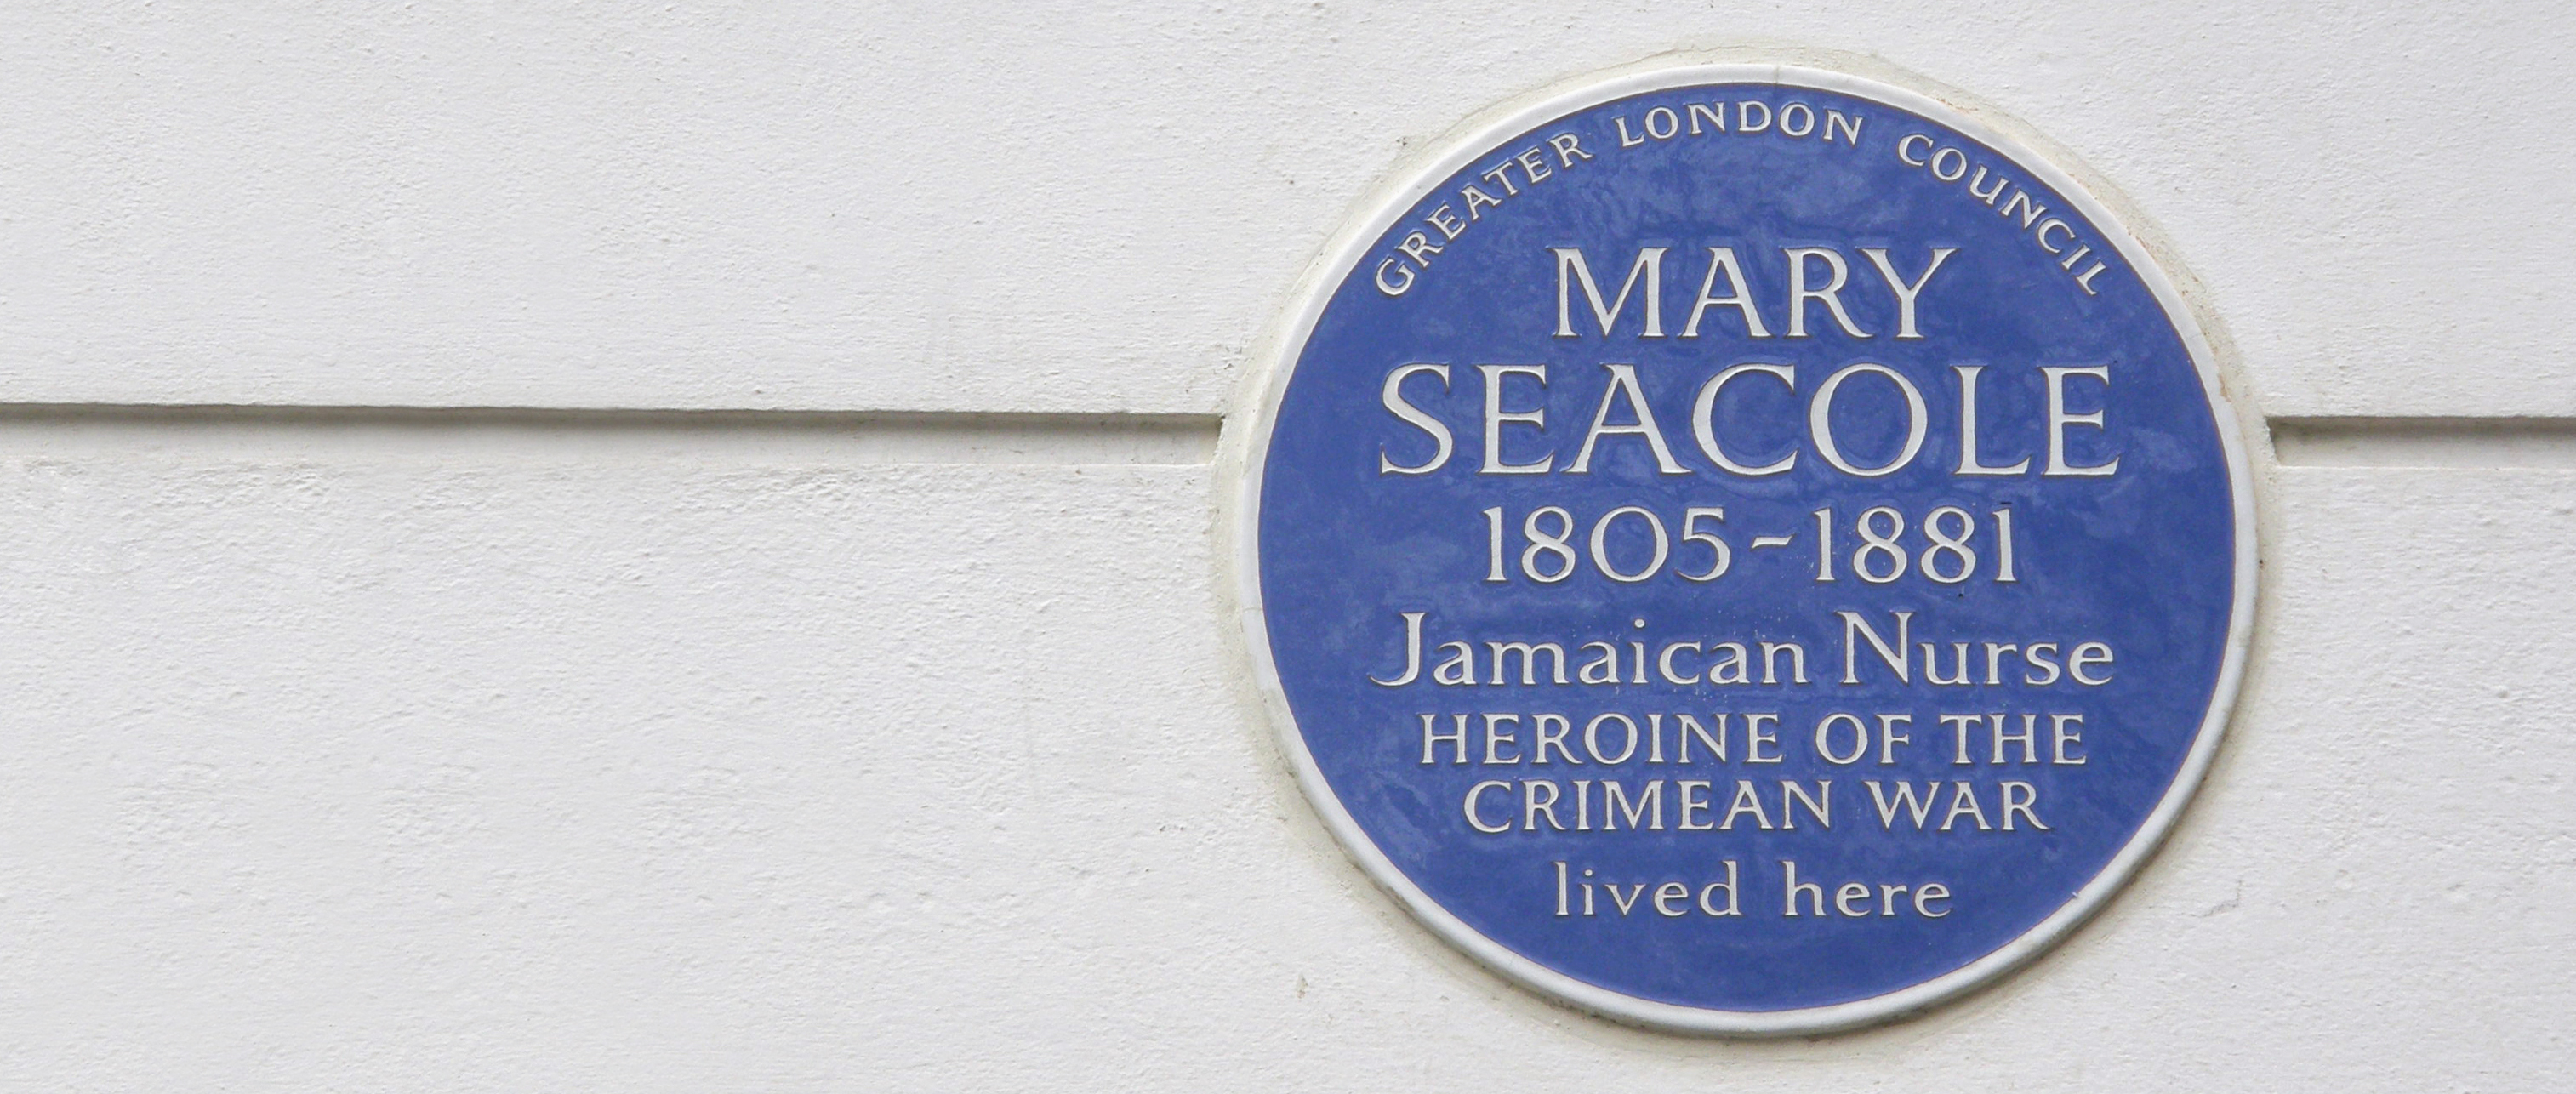 GREATER LONDON COUNCIL
MARY
SEACOLE
1805-1881
Jamaican Nurse
HEROINE OF THE
CRIMEAN WAR
lived here